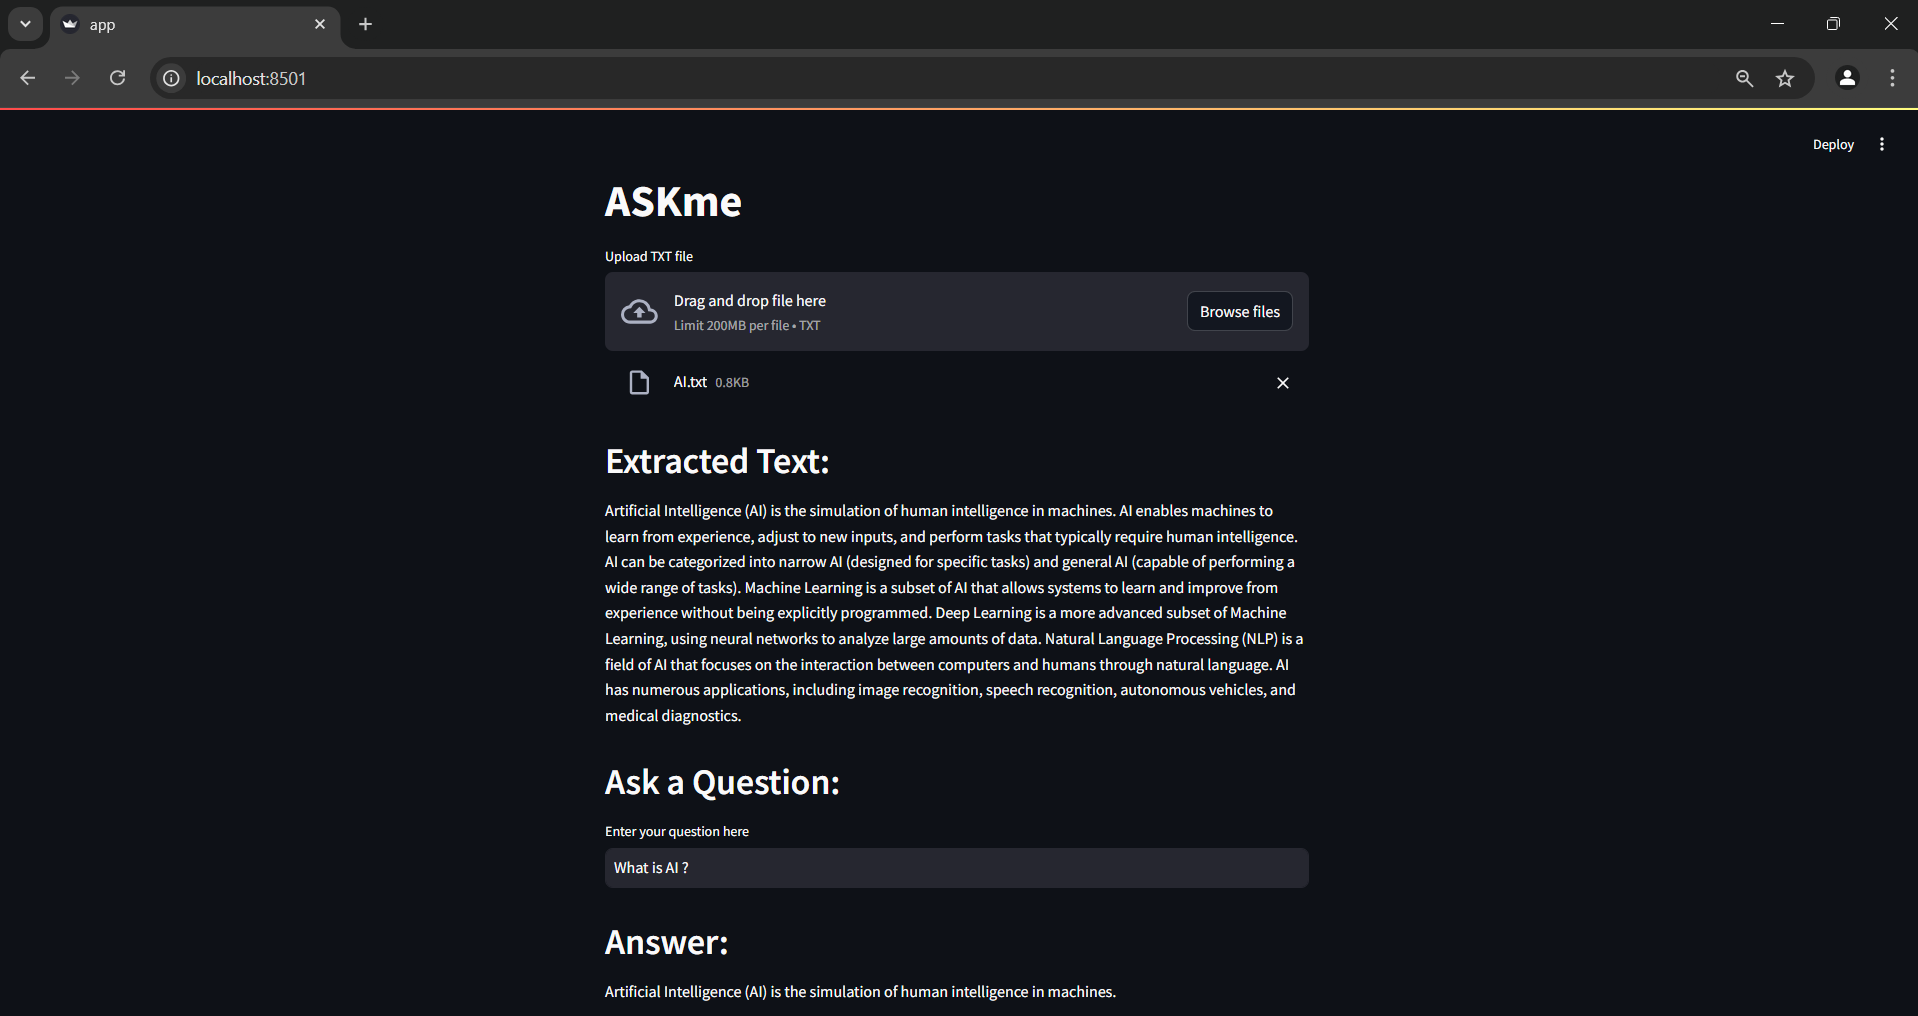 app
localhost:8501
Deploy
ASKme
Upload TXT file
Drag and drop file here
Limit 200MB per file • TXT
Browse files
AI.txt 0.8KB
Extracted Text:
Artificial Intelligence (AI) is the simulation of human intelligence in machines. AI enables machines to
learn from experience, adjust to new inputs, and perform tasks that typically require human intelligence.
AI can be categorized into narrow AI (designed for specific tasks) and general AI (capable of performing a
wide range of tasks). Machine Learning is a subset of AI that allows systems to learn and improve from
experience without being explicitly programmed. Deep Learning is a more advanced subset of Machine
Learning, using neural networks to analyze large amounts of data. Natural Language Processing (NLP) is a
field of AI that focuses on the interaction between computers and humans through natural language. AI
has numerous applications, including image recognition, speech recognition, autonomous vehicles, and
medical diagnostics.
Ask a Question:
Enter your question here
What is AI ?
Answer:
Artificial Intelligence (AI) is the simulation of human intelligence in machines.